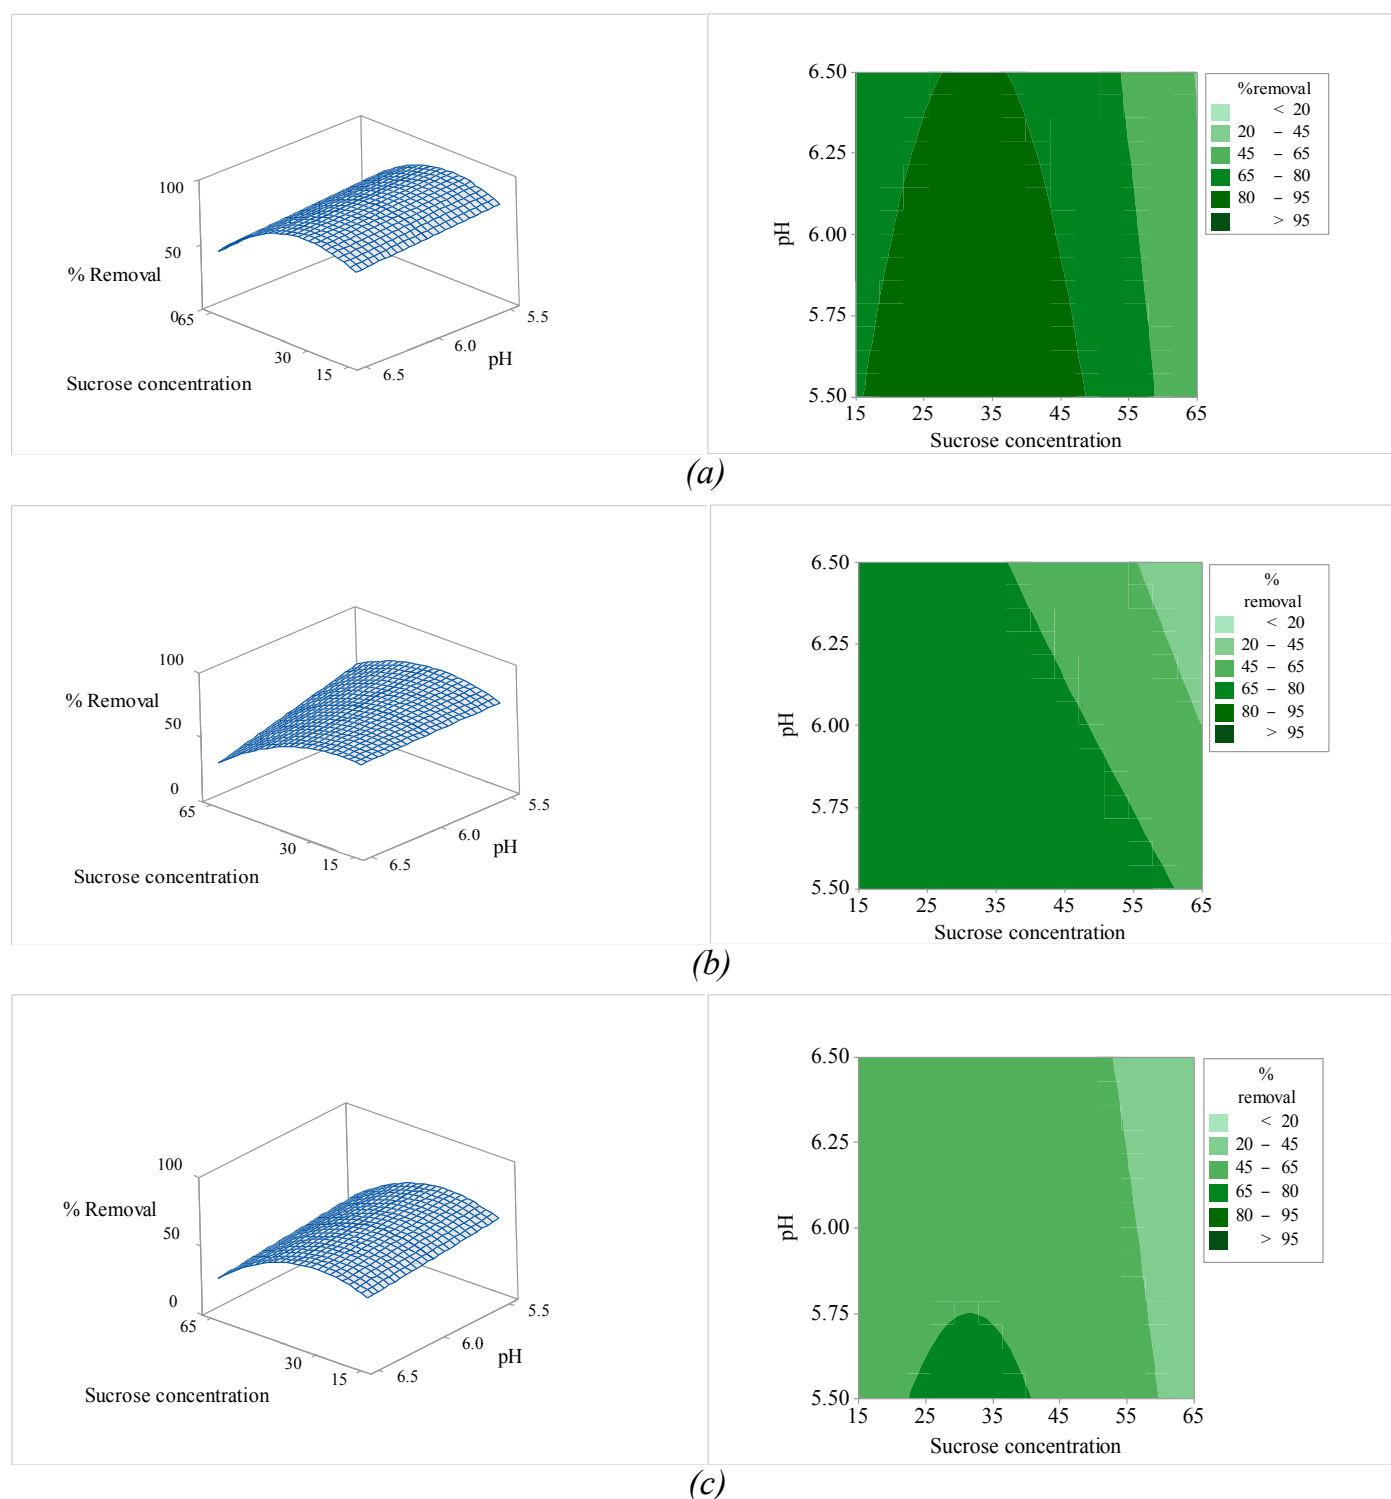 100
50
% Removal
0
65
30
15
Sucrose concentration
6.5
6.0
5.5
pH
6.50
6.25
6.00
5.75
5.50
pH
15 25 35 45 55 65
Sucrose concentration
%removal
< 20
20 – 45
45 – 65
65 – 80
80 – 95
> 95
(a)
100
% Removal
50
0
65
30
15
Sucrose concentration
6.5
6.0
5.5
pH
6.50
6.25
6.00
5.75
5.50
pH
15 25 35 45 55 65
Sucrose concentration
%
removal
< 20
20 – 45
45 – 65
65 – 80
80 – 95
> 95
(b)
100
% Removal
50
0
65
30
15
Sucrose concentration
6.5
6.0
5.5
pH
6.50
6.25
6.00
5.75
5.50
pH
15 25 35 45 55 65
Sucrose concentration
%
removal
< 20
20 – 45
45 – 65
65 – 80
80 – 95
> 95
(c)